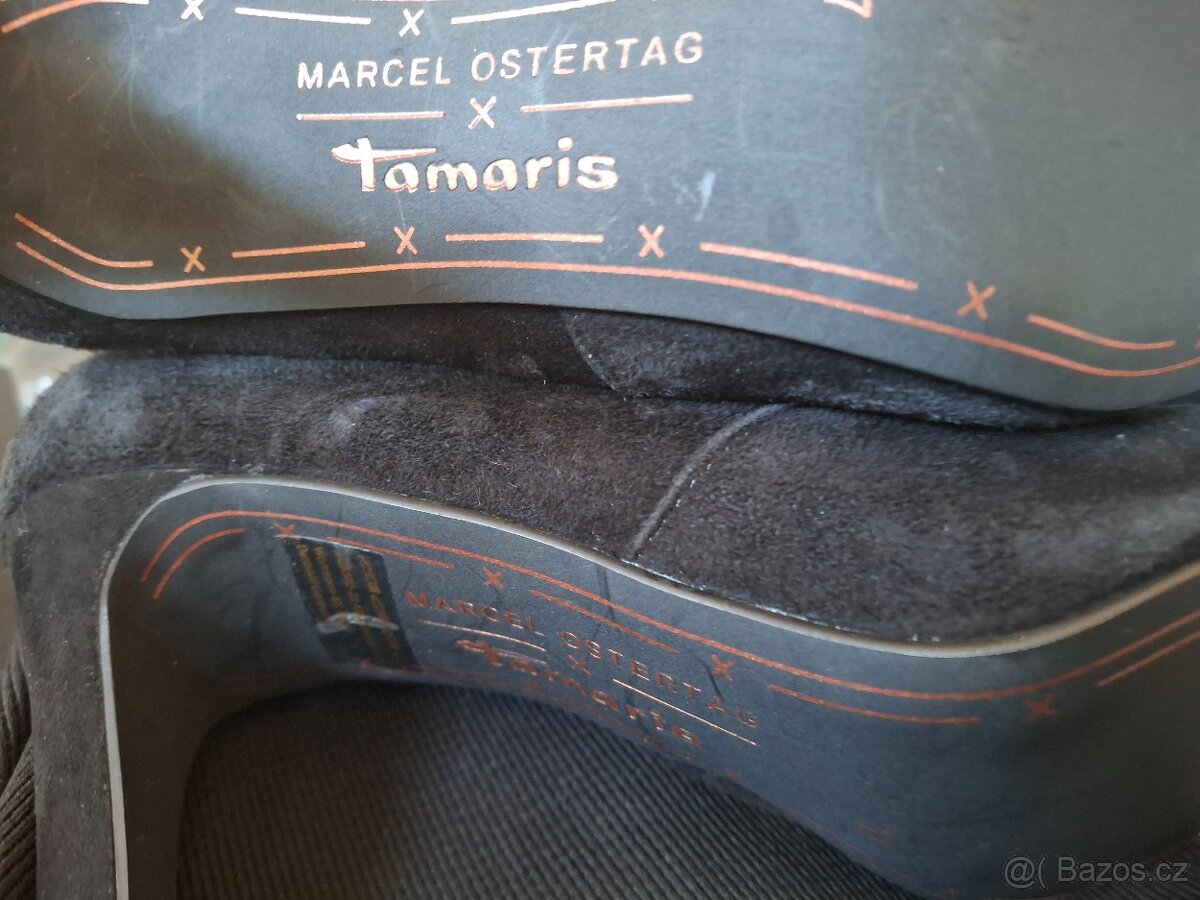 MARCEL OSTERTAG
X
Tamaris
MARCEL OSTERTAG
X
Tamaris
@( Bazos.cz